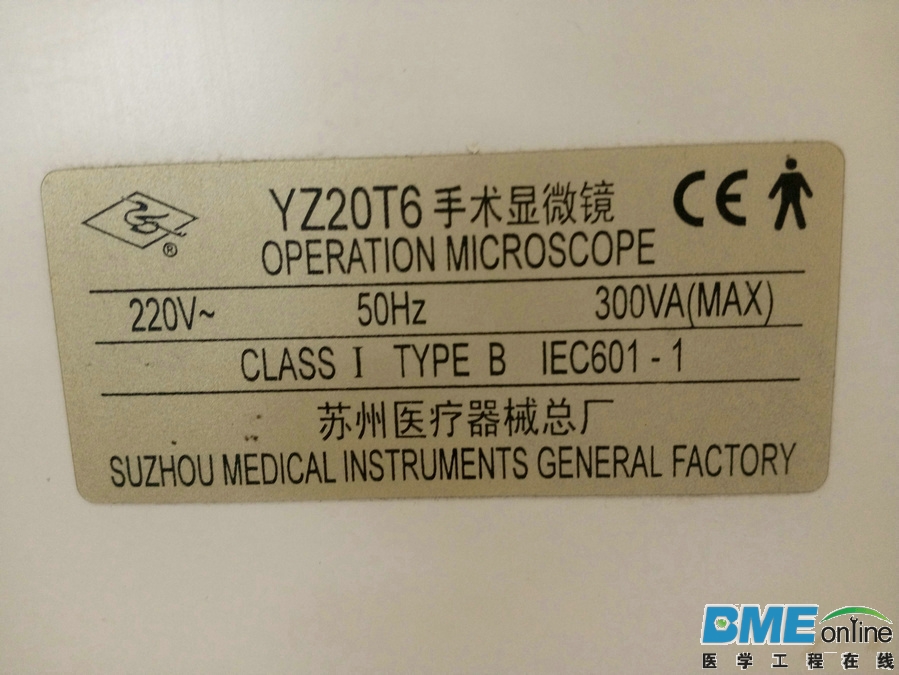 YZ20T6 手术显微镜 CE
®
OPERATION MICROSCOPE
220V~ 50Hz 300VA(MAX)
CLASS I TYPE B IEC601-1
苏州医疗器械总厂
SUZHOU MEDICAL INSTRUMENTS GENERAL FACTORY
BME online
医学工程在线